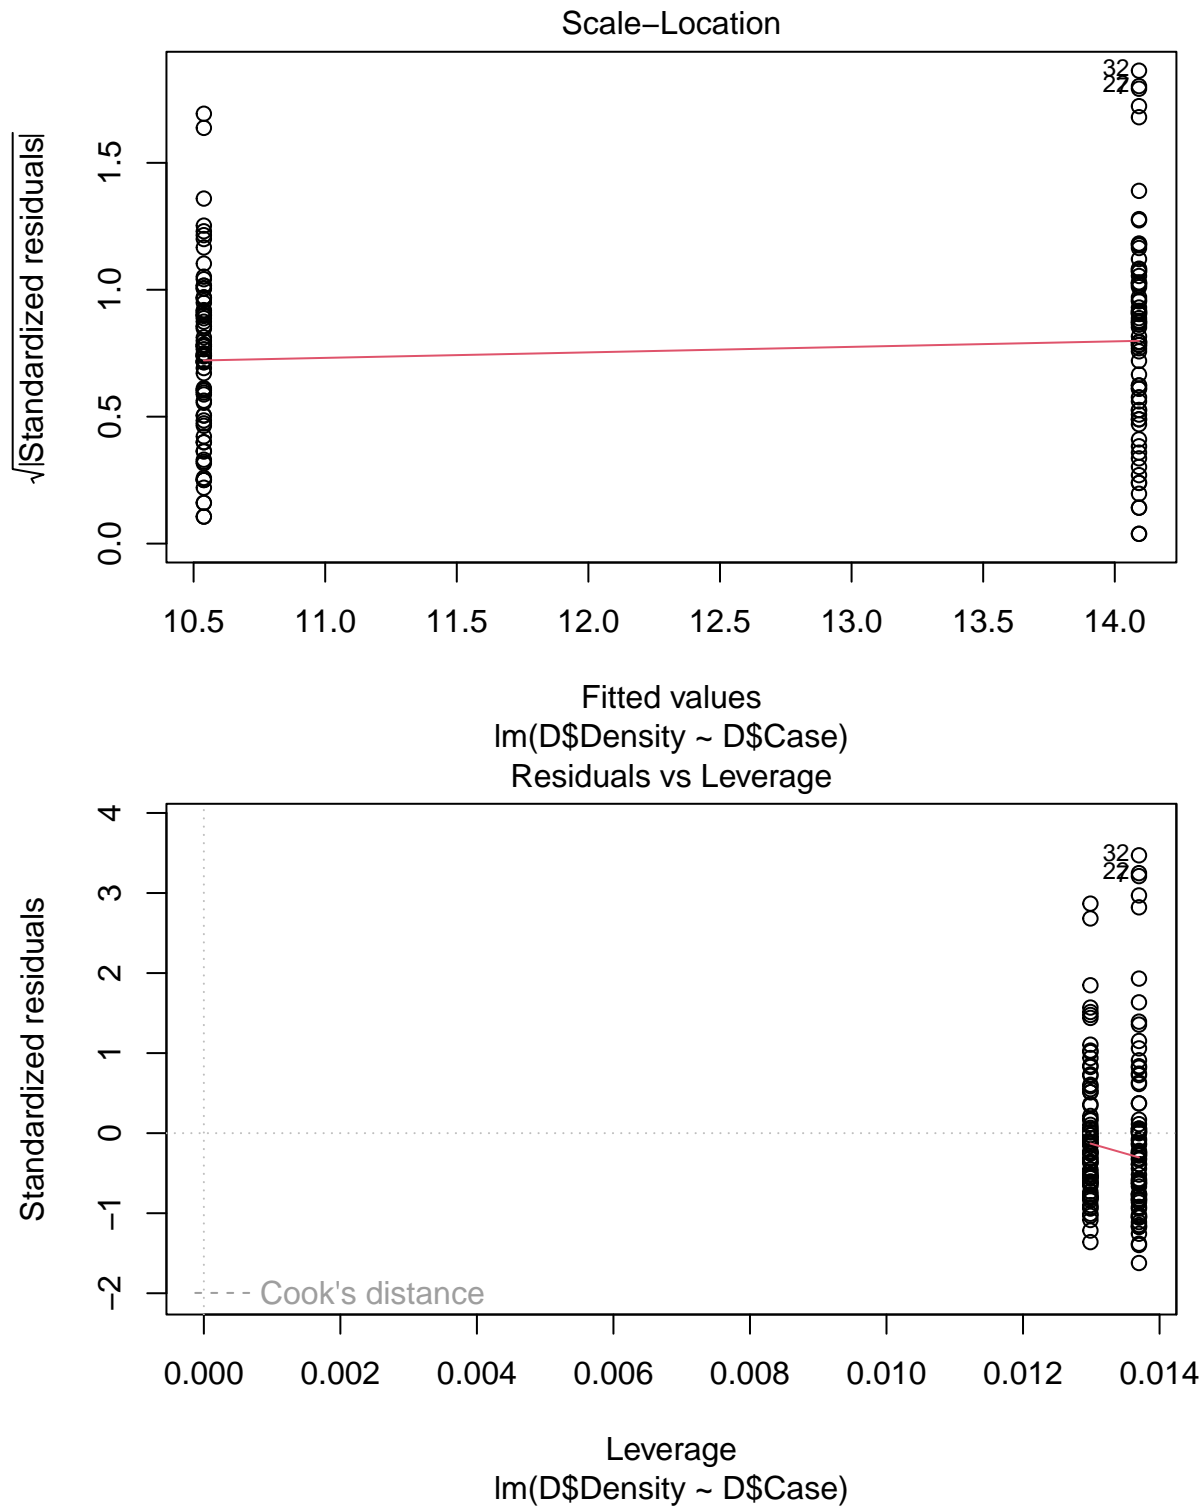 Scale−Location
√|Standardized residuals|
0.0 0.5 1.0 1.5
32
10.5 11.0 11.5 12.0 12.5 13.0 13.5 14.0
Fitted values
lm(D$Density ~ D$Case)
Residuals vs Leverage
Standardized residuals
−2 −1 0 1 2 3 4
32
Cook's distance
0.000 0.002 0.004 0.006 0.008 0.010 0.012 0.014
Leverage
lm(D$Density ~ D$Case)